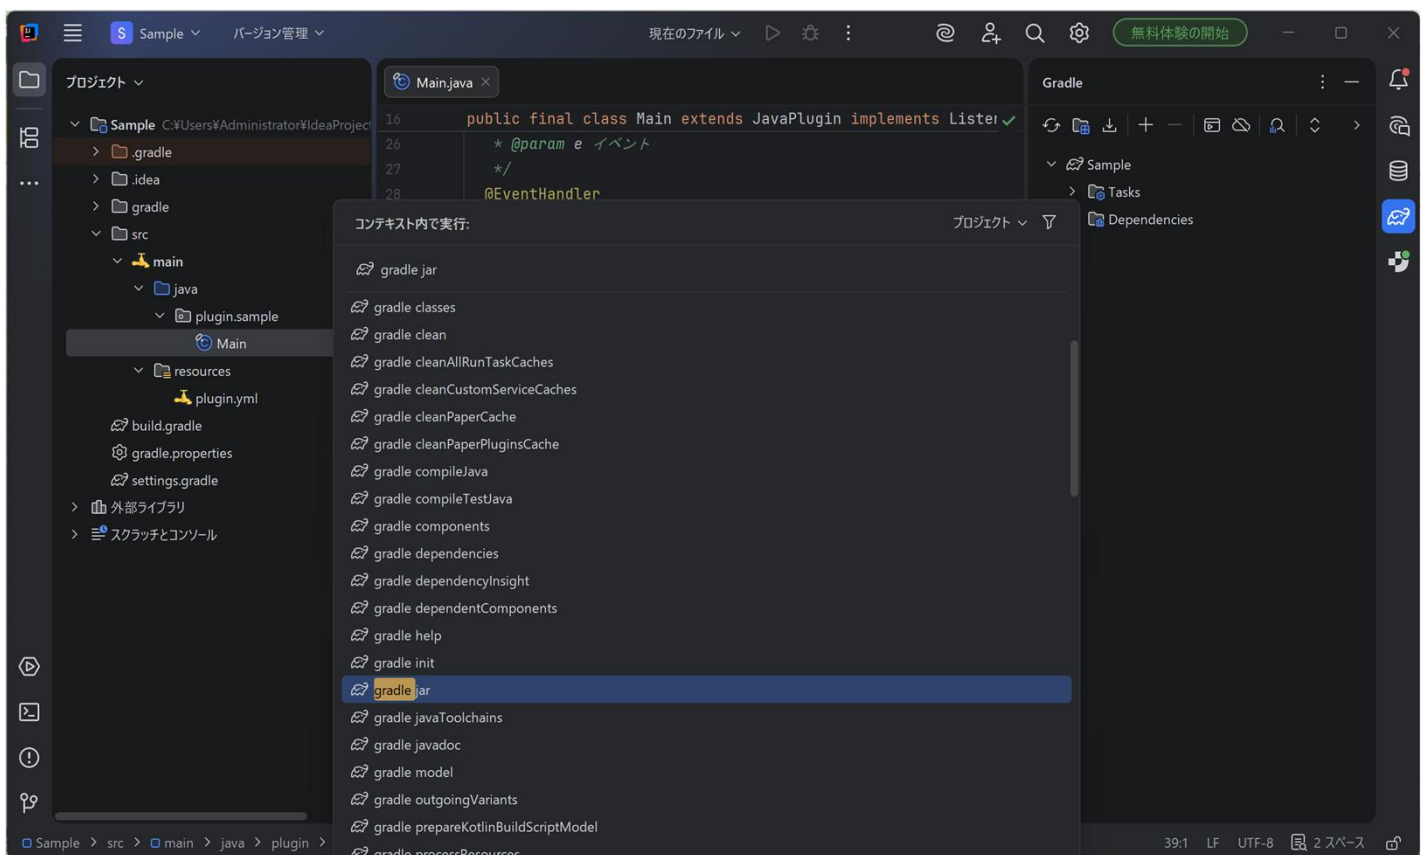 S Sample バージョン管理 現在のファイル 無料体験の開始
プロジェクト
Sample C:¥Users¥Administrator¥IdeaProject
.gradle
.idea
gradle
src
main
java
plugin.sample
Main
resources
plugin.yml
build.gradle
gradle.properties
settings.gradle
外部ライブラリ
スクラッチとコンソール
Main.java
16 public final class Main extends JavaPlugin implements Listen
26 * @param e イベント
27 */
28 @EventHandler
コンテキスト内で実行: プロジェクト
gradle jar
gradle classes
gradle clean
gradle cleanAllRunTaskCaches
gradle cleanCustomServiceCaches
gradle cleanPaperCache
gradle cleanPaperPluginsCache
gradle compileJava
gradle compileTestJava
gradle components
gradle dependencies
gradle dependencyInsight
gradle dependentComponents
gradle help
gradle init
gradle jar
gradle javaToolchains
gradle javadoc
gradle model
gradle outgoingVariants
gradle prepareKotlinBuildScriptModel
gradle processResources
Gradle
Sample
Tasks
Dependencies
Sample > src > main > java > plugin > 39:1 LF UTF-8 2 スペース